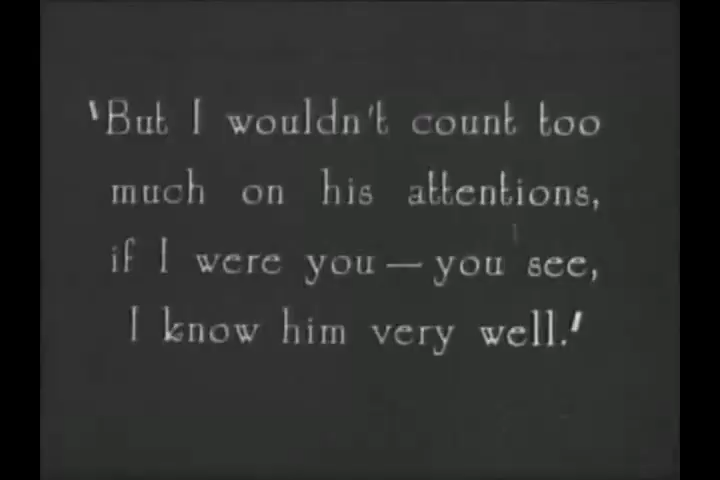 'But I wouldn't count too
much on his attentions,
if I were you — you see,
I know him very well.'